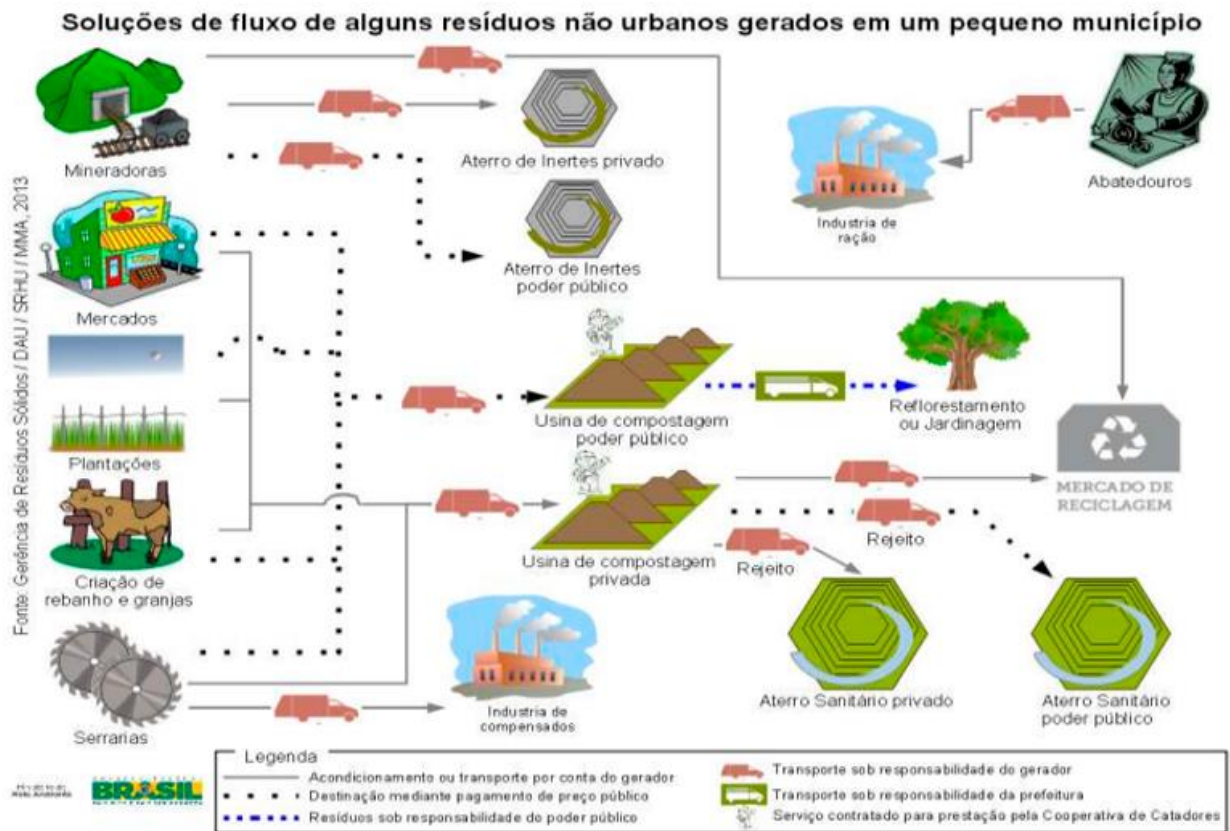 Soluções de fluxo de alguns resíduos não urbanos gerados em um pequeno município
Fonte: Gerência de Resíduos Sólidos / DAU / SRHU / MMA, 2013
Mineradoras
Aterro de Inertes privado
Aterro de Inertes
poder público
Industria de
ração
Abatedouros
Mercados
Plantações
Usina de compostagem
poder público
Reflorestamento
ou Jardinagem
MERCADO DE
RECICLAGEM
Criação de
rebanho e granjas
Usina de compostagem
privada
Rejeito
Rejeito
Aterro Sanitário privado
Aterro Sanitário
poder público
Serrarias
Industria de
compensados
Legenda
Acondicionamento ou transporte por conta do gerador
Destinação mediante pagamento de preço público
Resíduos sob responsabilidade do poder público
Transporte sob responsabilidade do gerador
Transporte sob responsabilidade da prefeitura
Serviço contratado para prestação pela Cooperativa de Catadores
Meio Ambiente
BRASIL